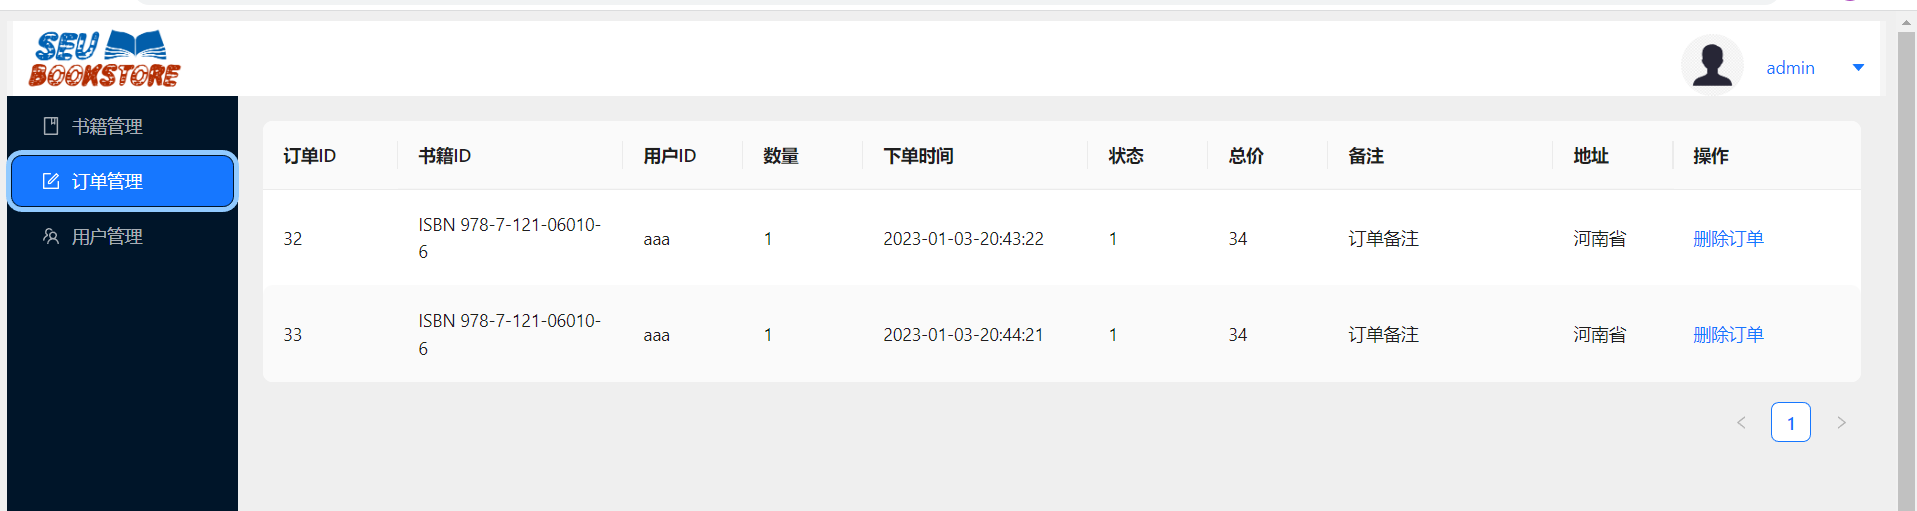 SEU
BOOKSTORE
admin
书籍管理
订单管理
用户管理
订单ID 书籍ID 用户ID 数量 下单时间 状态 总价 备注 地址 操作
32 ISBN 978-7-121-06010- aaa 1 2023-01-03-20:43:22 1 34 订单备注 河南省 删除订单
6
33 ISBN 978-7-121-06010- aaa 1 2023-01-03-20:44:21 1 34 订单备注 河南省 删除订单
6
< 1 >